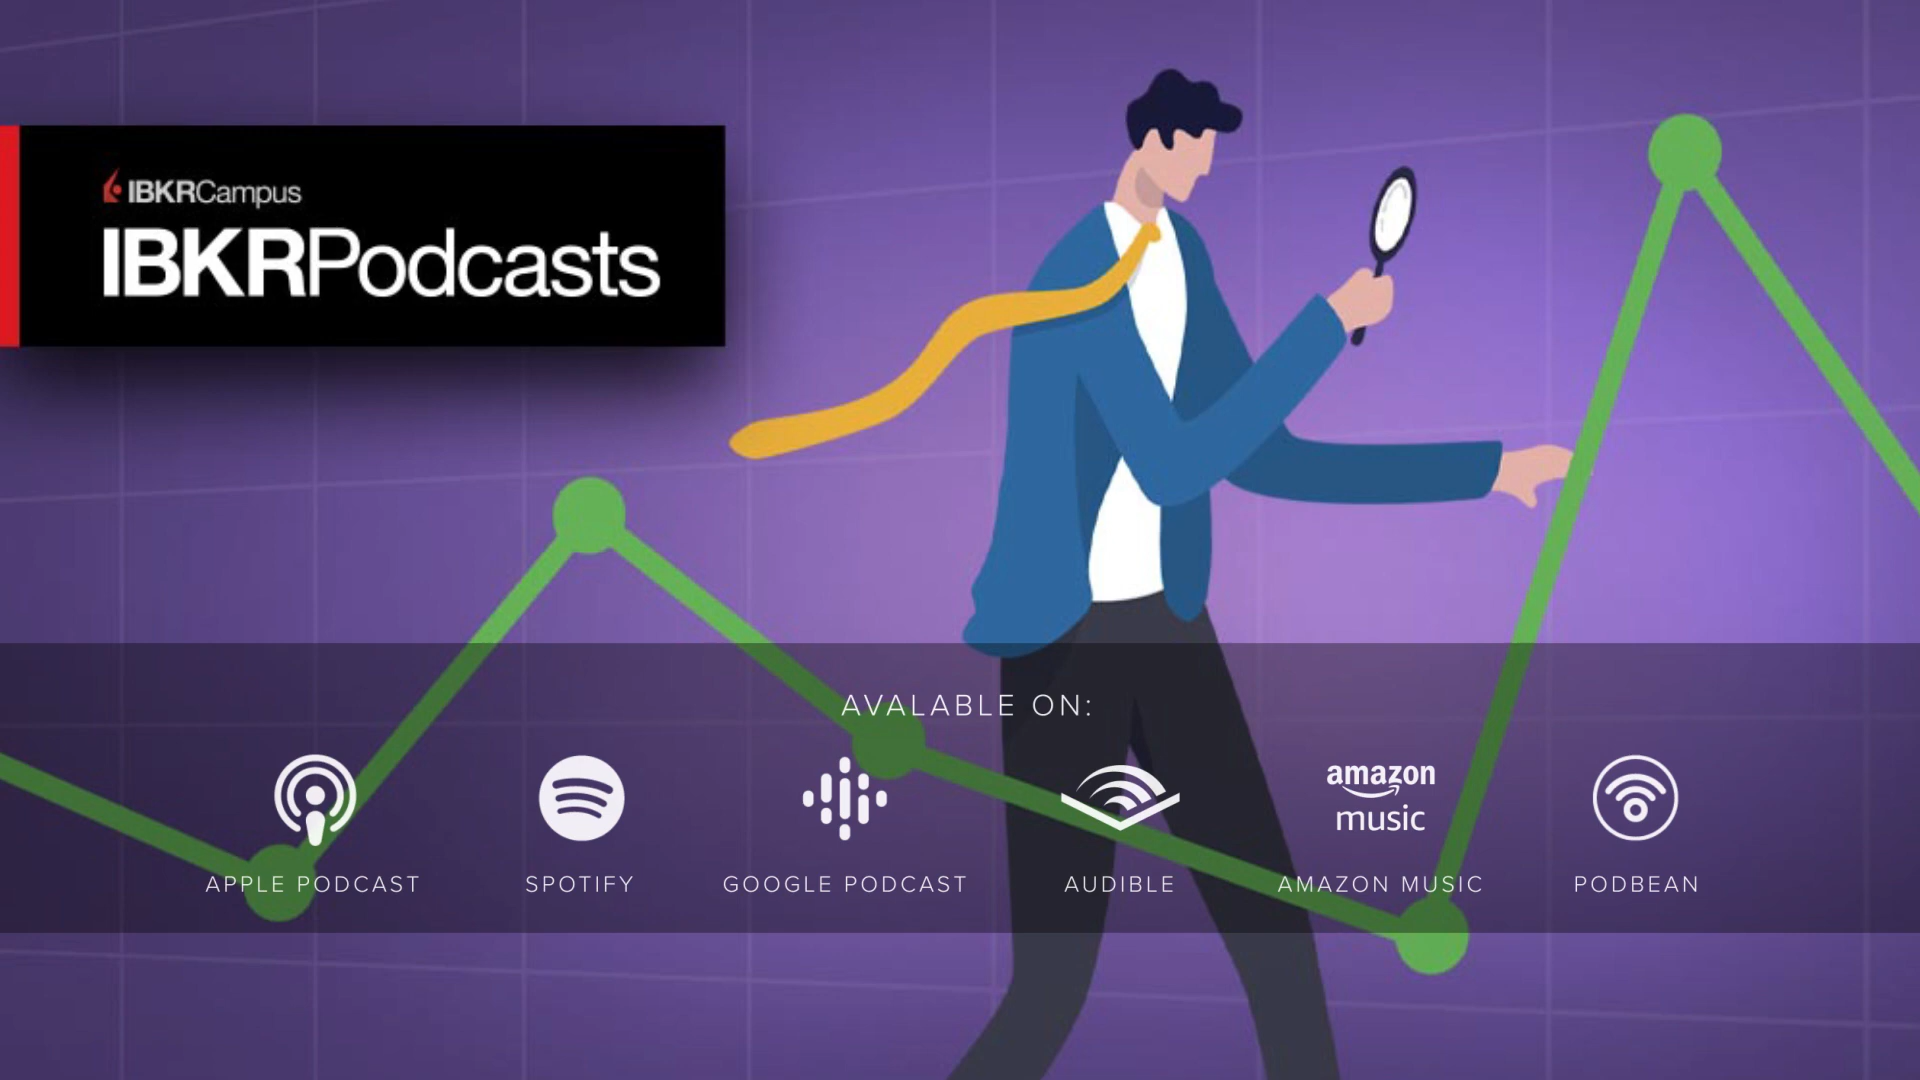 IBKRCampus
IBKRPodcasts
AVALABLE ON:
amazon
music
APPLE PODCAST
SPOTIFY
GOOGLE PODCAST
AUDIBLE
AMAZON MUSIC
PODBEAN